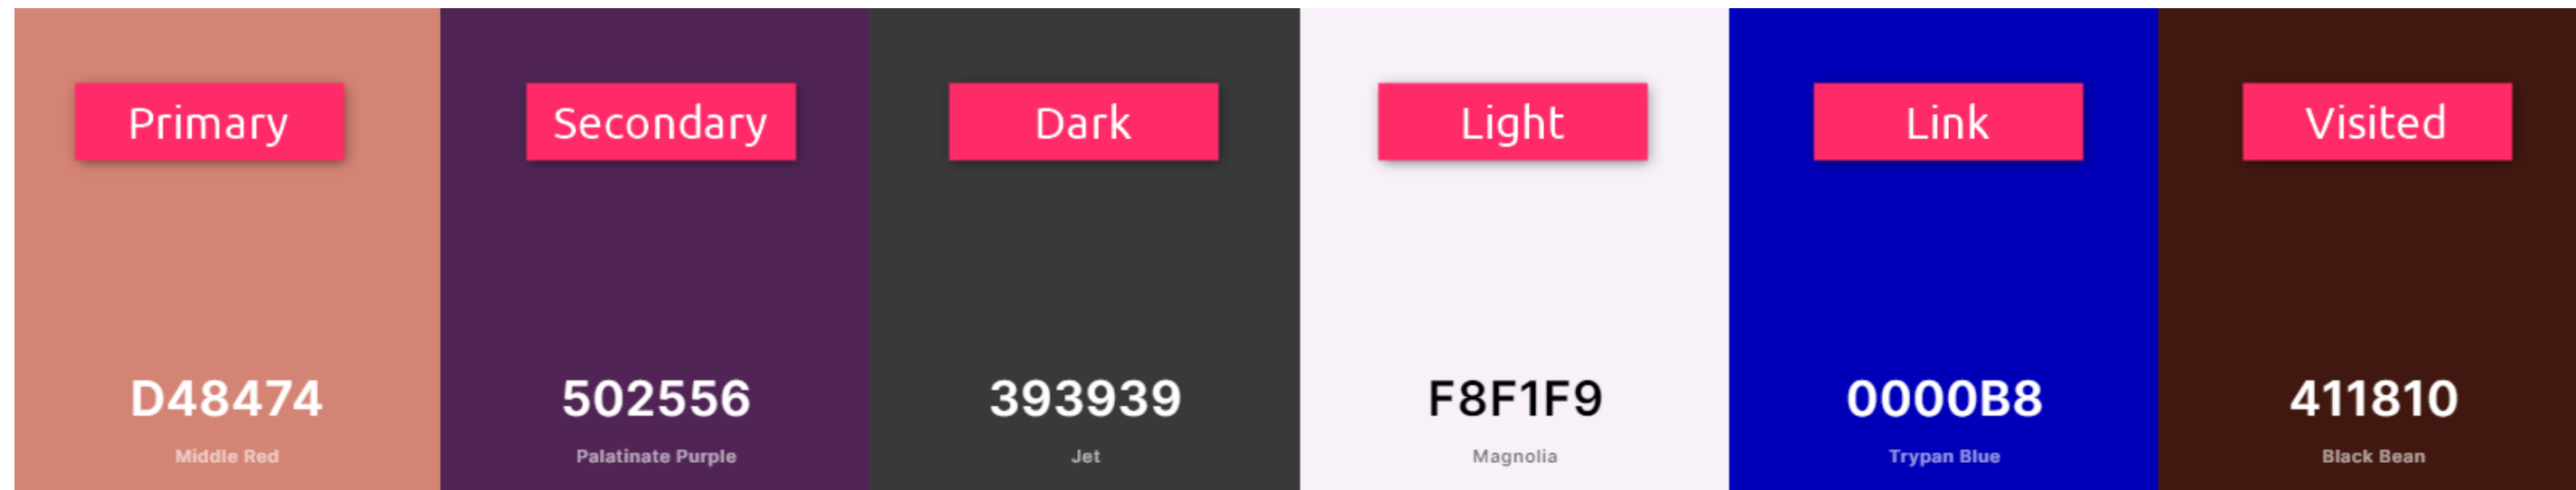 Primary
Secondary
Dark
Light
Link
Visited
D48474
502556
393939
F8F1F9
0000B8
411810
Middle Red
Palatinate Purple
Jet
Magnolia
Trypan Blue
Black Bean